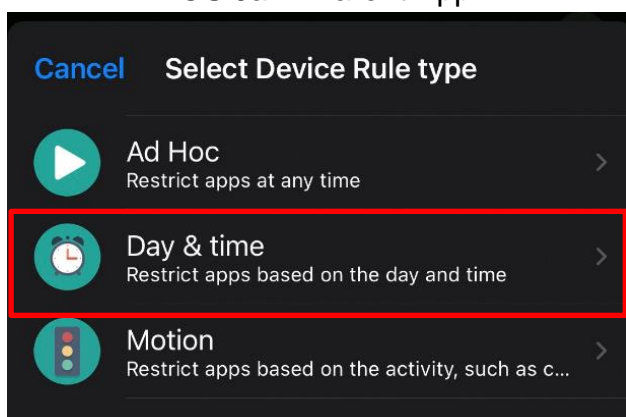 Cancel Select Device Rule type
Ad Hoc
Restrict apps at any time
Day & time
Restrict apps based on the day and time
Motion
Restrict apps based on the activity, such as c...